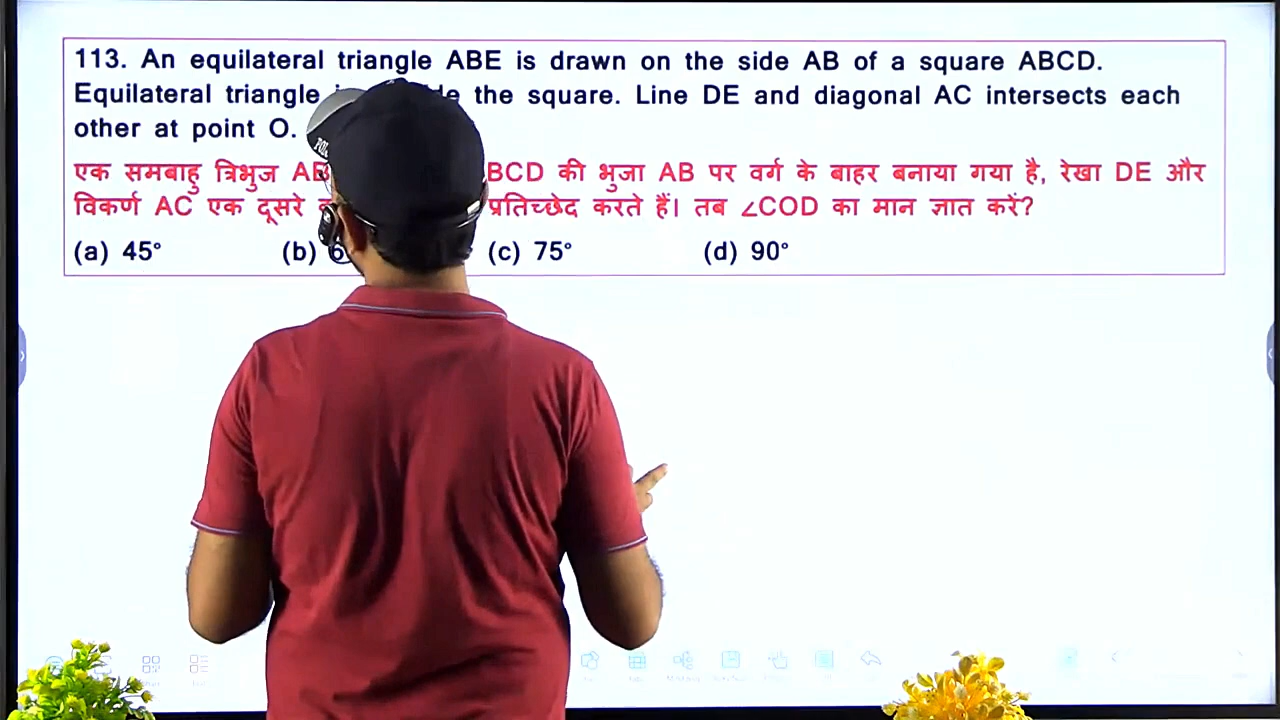 113. An equilateral triangle ABE is drawn on the side AB of a square ABCD.
Equilateral triangle the square. Line DE and diagonal AC intersects each
other at point O.
एक समबाहु त्रिभुज BCD की भुजा AB पर वर्ग के बाहर बनाया गया है, रेखा DE और
विकर्ण AC एक दूसरे प्रतिच्छेद करते हैं। तब ∠COD का मान ज्ञात करें?
(a) 45° (b) (c) 75° (d) 90°